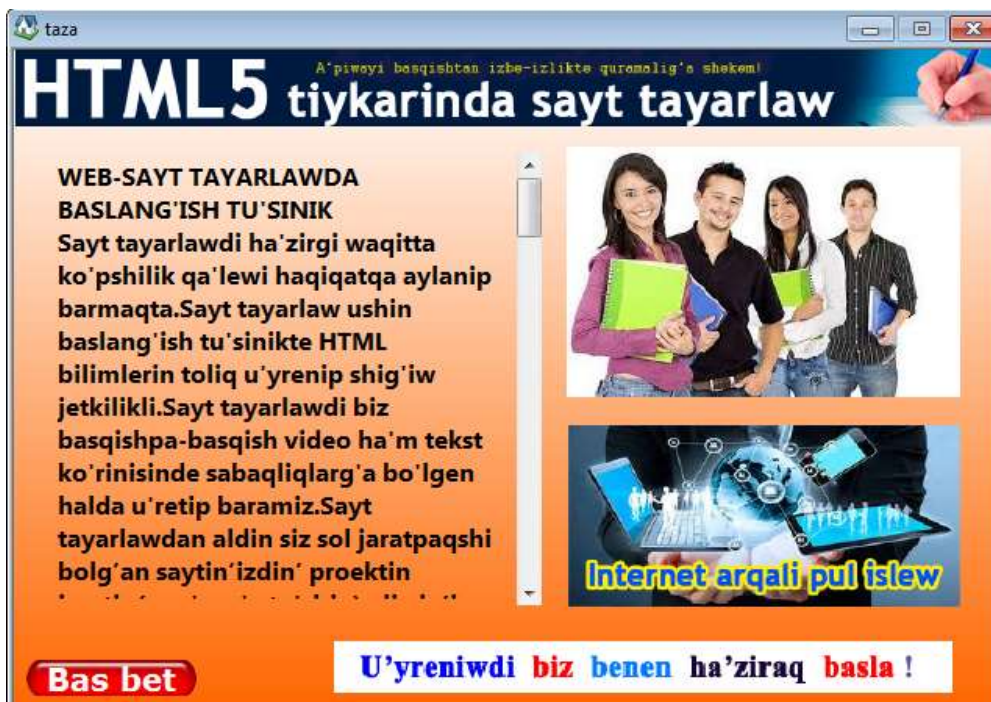 taza
A'piwayi basqishtan izbe-izlikte quramalig'a shekem!
HTML5 tiykarinda sayt tayarlaw
WEB-SAYT TAYARLAWDA
BASLANG'ISH TU'SINIK
Sayt tayarlawdi ha'zirgi waqitta
ko'pshilik qa'lewi haqiqatqa aylanip
barmaqta.Sayt tayarlaw ushin
baslang'ish tu'sinikte HTML
bilimlerin toliq u'yrenip shig'iw
jetkilikli.Sayt tayarlawdi biz
basqishpa-basqish video ha'm tekst
ko'rinisinde sabaqliqlarg'a bo'lgen
halda u'retip baramiz.Sayt
tayarlawdan aldin siz sol jaratpaqshi
bolg’an saytin’izdin’ proektin
Internet arqali pul islew
Bas bet
U’yreniwdi biz benen ha’ziraq basla !